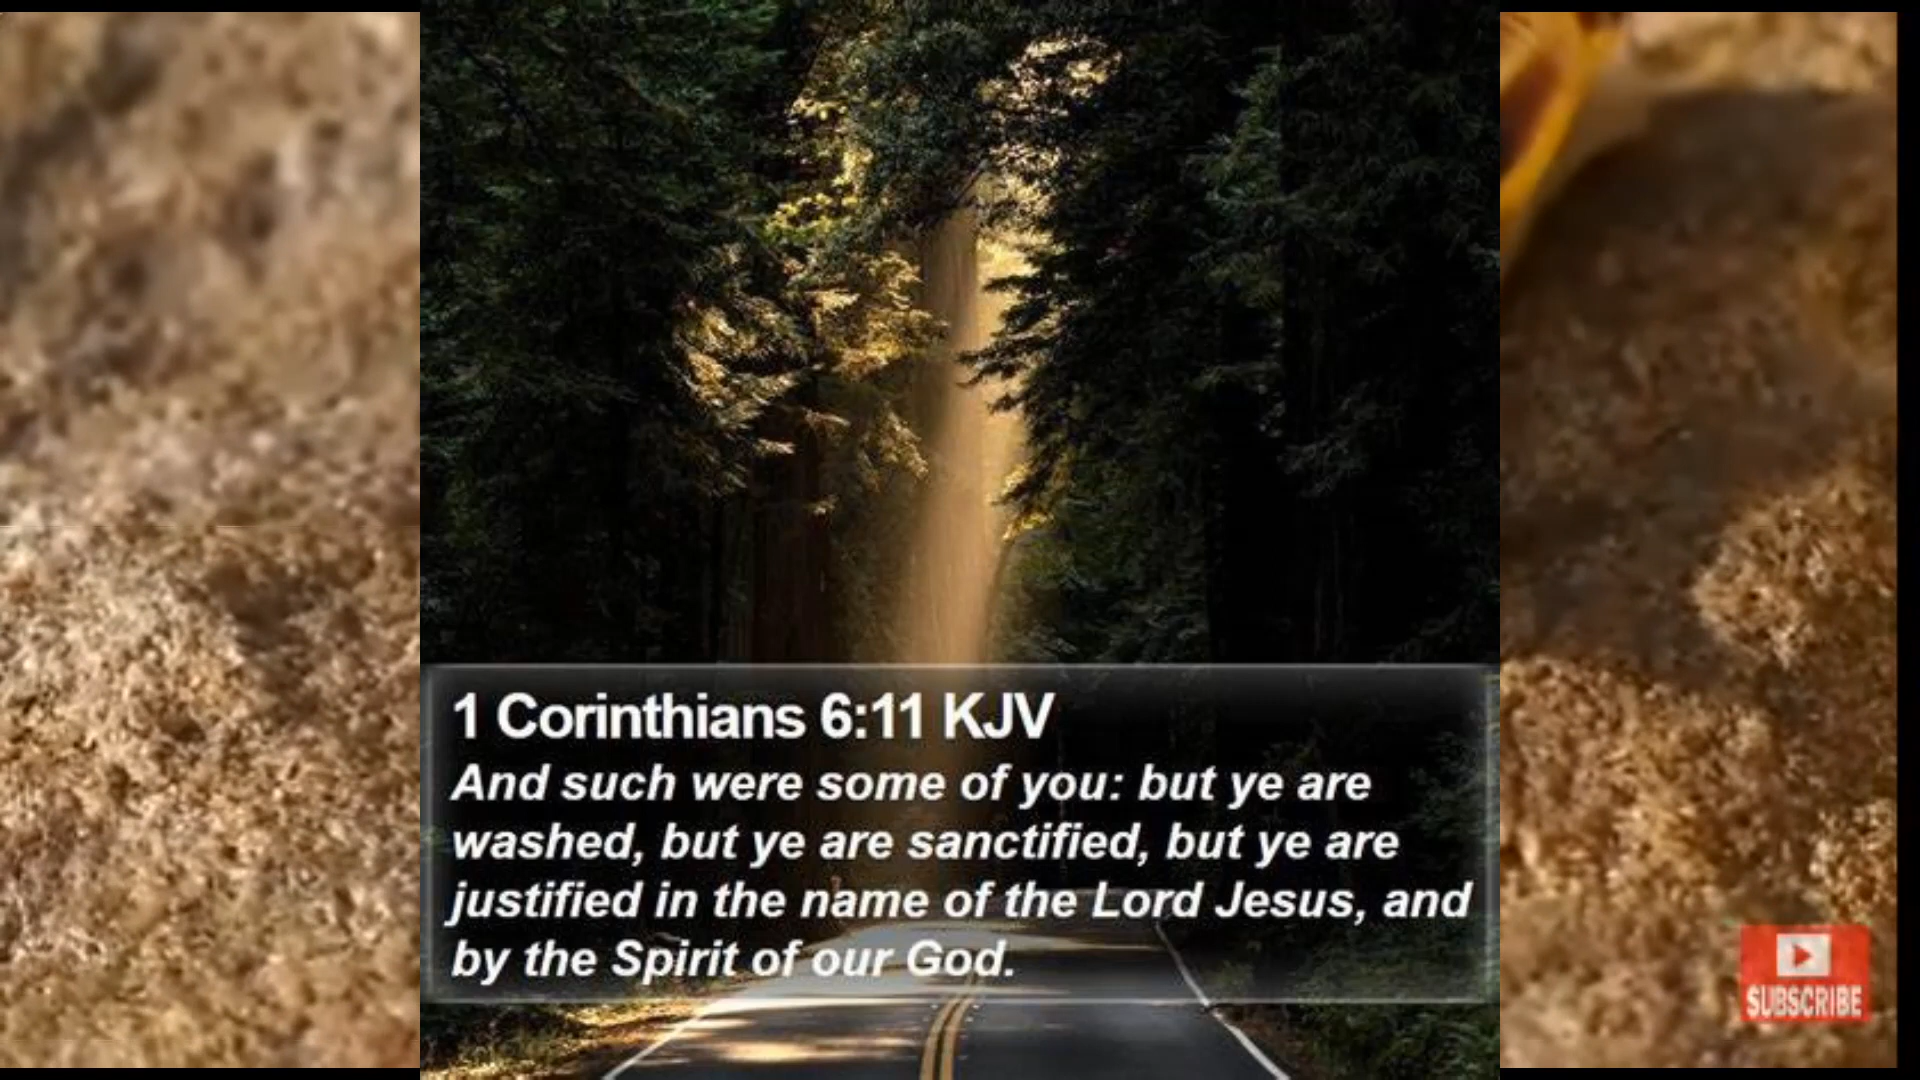 1 Corinthians 6:11 KJV
And such were some of you: but ye are
washed, but ye are sanctified, but ye are
justified in the name of the Lord Jesus, and
by the Spirit of our God.
SUBSCRIBE